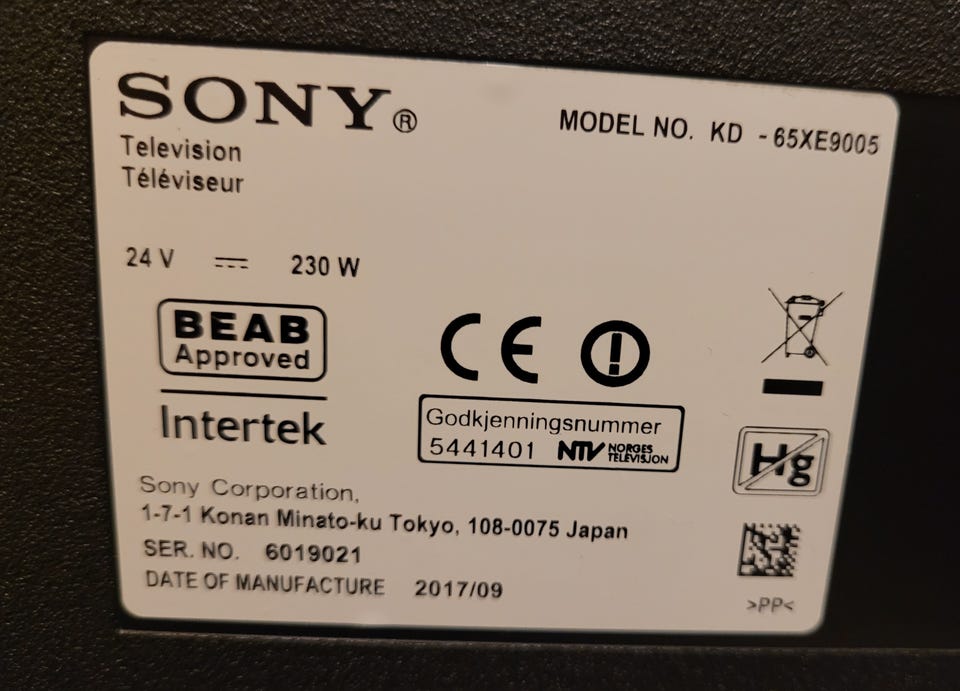 SONY®
MODEL NO. KD - 65XE9005
Television
Téléviseur
24 V ⎓ 230 W
BEAB
Approved
Intertek
CE
Godkjenningsnummer
5441401 NTV NORGES TELEVISJON
Hg
Sony Corporation,
1-7-1 Konan Minato-ku Tokyo, 108-0075 Japan
SER. NO. 6019021
DATE OF MANUFACTURE 2017/09
>PP<